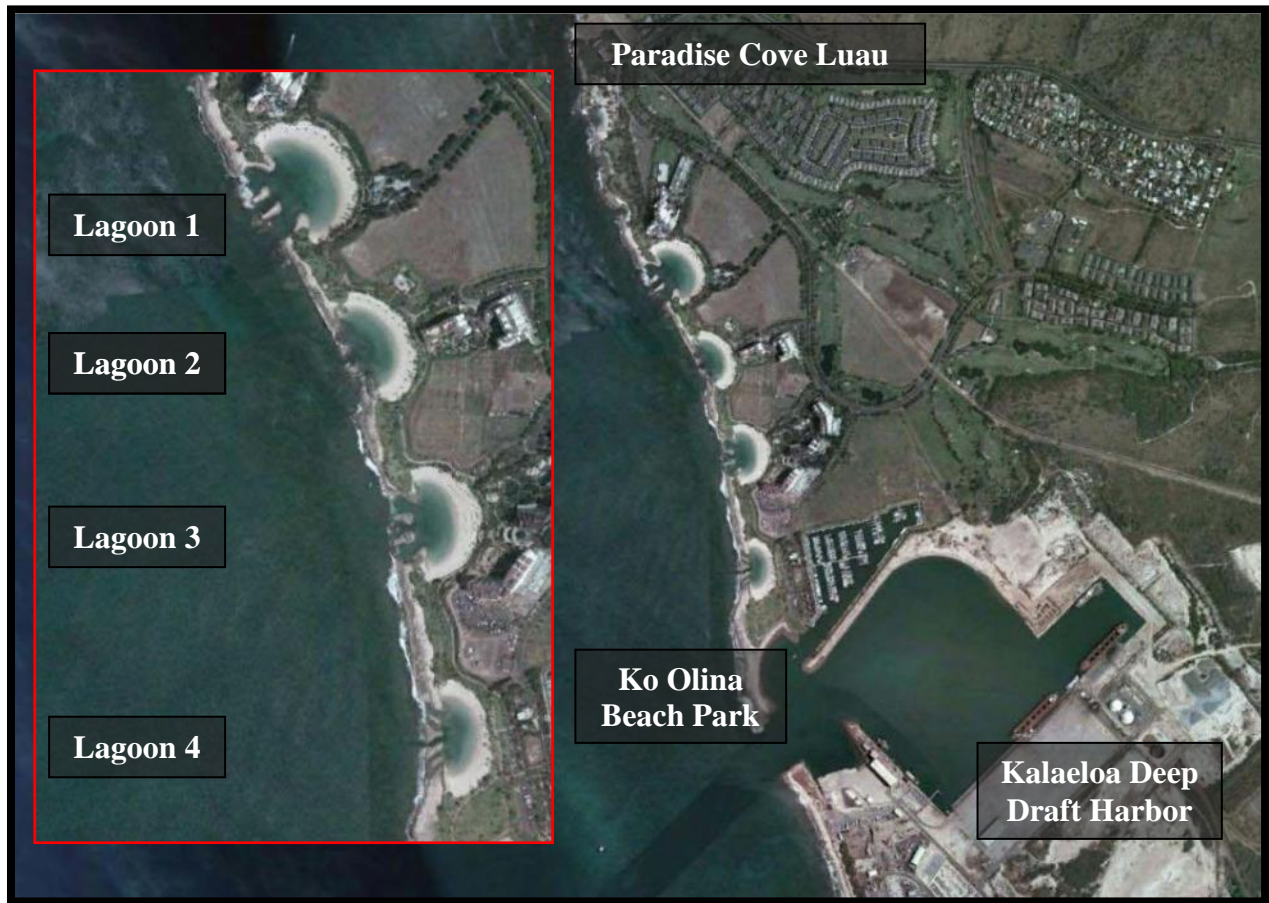 Paradise Cove Luau
Lagoon 1
Lagoon 2
Lagoon 3
Lagoon 4
Ko Olina
Beach Park
Kalaeloa Deep
Draft Harbor